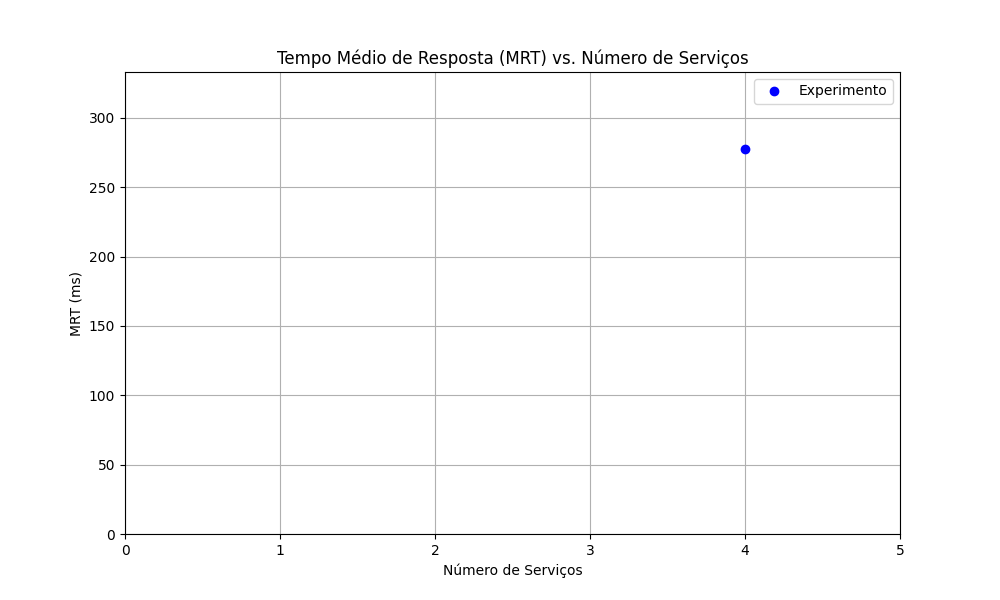 Tempo Médio de Resposta (MRT) vs. Número de Serviços
Experimento
300
250
200
150
100
50
0
MRT (ms)
0 1 2 3 4 5
Número de Serviços